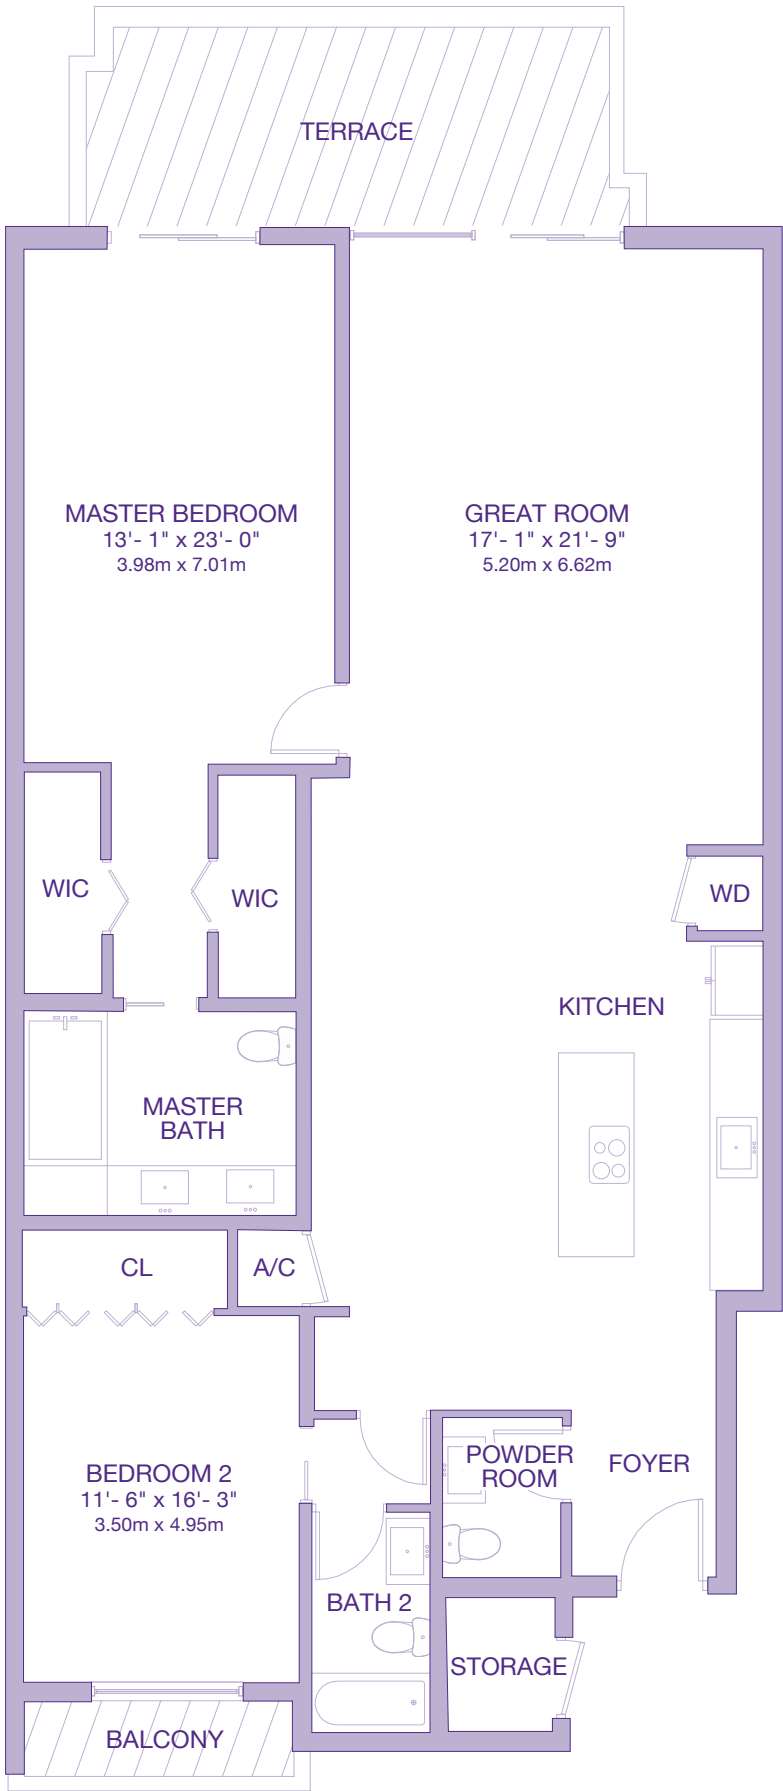 TERRACE
MASTER BEDROOM
13'- 1" x 23'- 0"
3.98m x 7.01m
GREAT ROOM
17'- 1" x 21'- 9"
5.20m x 6.62m
WIC
WIC
WD
KITCHEN
MASTER
BATH
CL
A/C
BEDROOM 2
11'- 6" x 16'- 3"
3.50m x 4.95m
POWDER
ROOM
FOYER
BATH 2
STORAGE
BALCONY